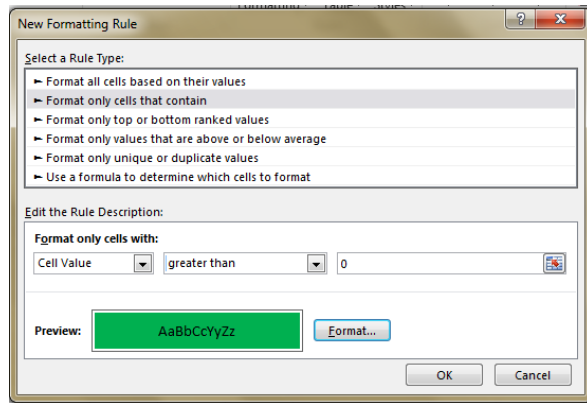 Formatting Table Styles
New Formatting Rule
?
Select a Rule Type:
► Format all cells based on their values
► Format only cells that contain
► Format only top or bottom ranked values
► Format only values that are above or below average
► Format only unique or duplicate values
► Use a formula to determine which cells to format
Edit the Rule Description:
Format only cells with:
Cell Value greater than 0
Preview: AaBbCcYyZz Format...
OK Cancel